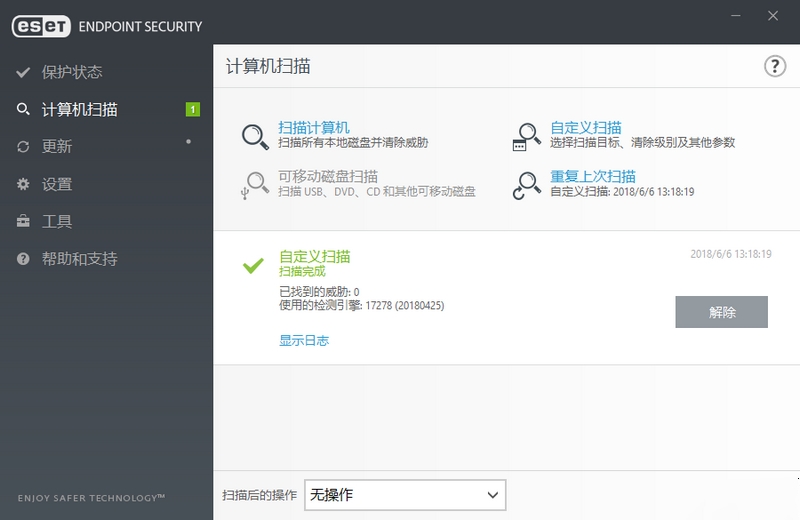 eset ENDPOINT SECURITY
保护状态
计算机扫描
1
更新
设置
工具
帮助和支持
ENJOY SAFER TECHNOLOGY™
计算机扫描
?
扫描计算机
扫描所有本地磁盘并清除威胁
自定义扫描
选择扫描目标、清除级别及其他参数
可移动磁盘扫描
扫描 USB、DVD、CD 和其他可移动磁盘
重复上次扫描
自定义扫描: 2018/6/6 13:18:19
自定义扫描
2018/6/6 13:18:19
扫描完成
已找到的威胁: 0
使用的检测引擎: 17278 (20180425)
解除
显示日志
扫描后的操作
无操作